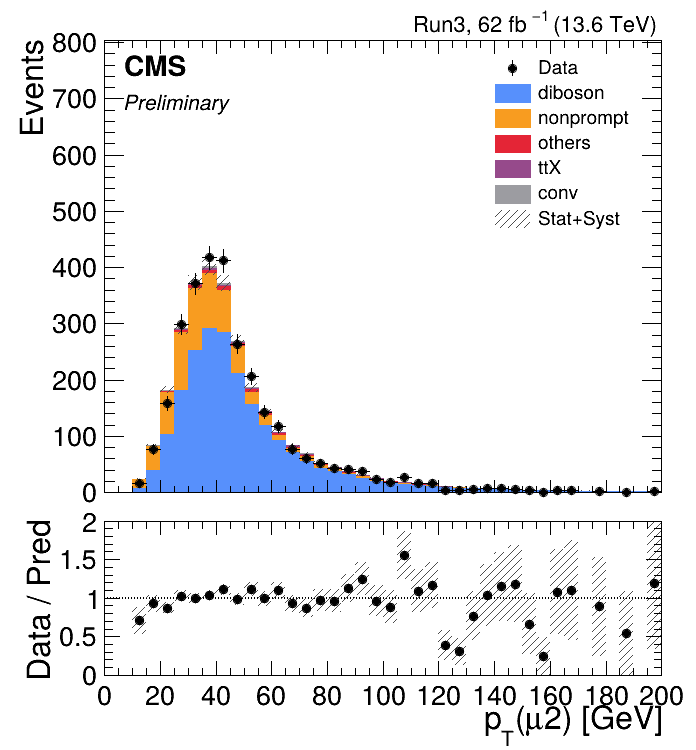 Run3, 62 fb⁻¹ (13.6 TeV)
CMS
Preliminary
Events
800
700
600
500
400
300
200
100
0
Data
diboson
nonprompt
others
ttX
conv
Stat+Syst
Data / Pred
2
1.5
1
0.5
0
0 20 40 60 80 100 120 140 160 180 200
p_T(μ2) [GeV]